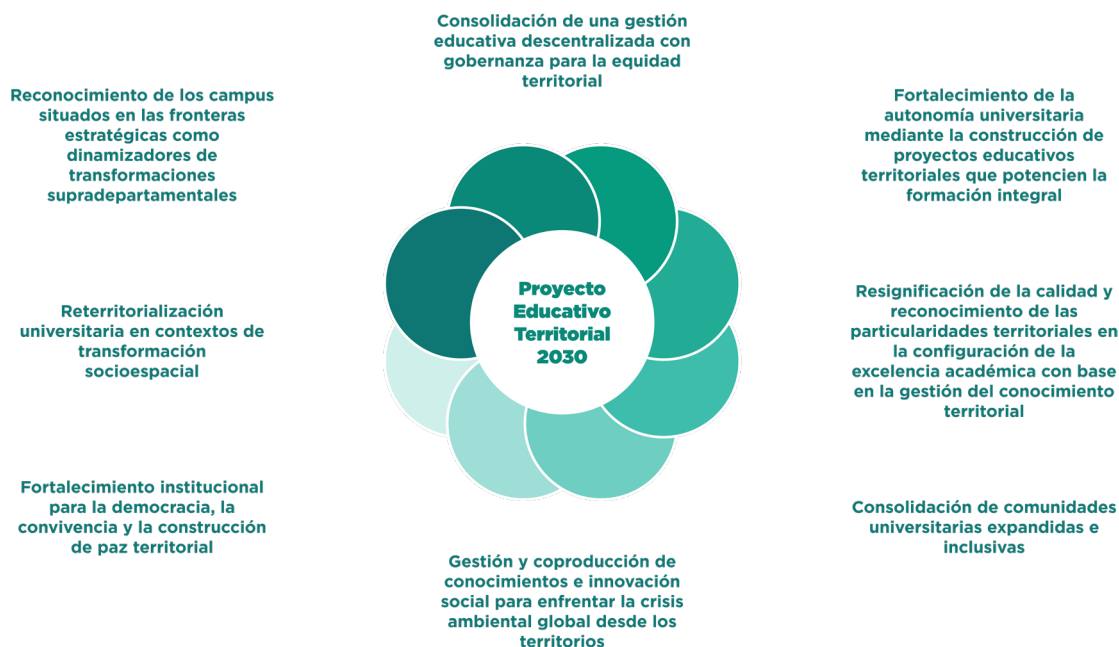 Consolidación de una gestión
educativa descentralizada con
gobernanza para la equidad
territorial
Reconocimiento de los campus
situados en las fronteras
estratégicas como
dinamizadores de
transformaciones
supradepartamentales
Fortalecimiento de la
autonomía universitaria
mediante la construcción de
proyectos educativos
territoriales que potencien la
formación integral
Proyecto
Educativo
Territorial
2030
Reterritorialización
universitaria en contextos de
transformación
socioespacial
Resignificación de la calidad y
reconocimiento de las
particularidades territoriales en
la configuración de la
excelencia académica con base
en la gestión del conocimiento
territorial
Fortalecimiento institucional
para la democracia, la
convivencia y la construcción
de paz territorial
Consolidación de comunidades
universitarias expandidas e
inclusivas
Gestión y coproducción de
conocimientos e innovación
social para enfrentar la crisis
ambiental global desde los
territorios